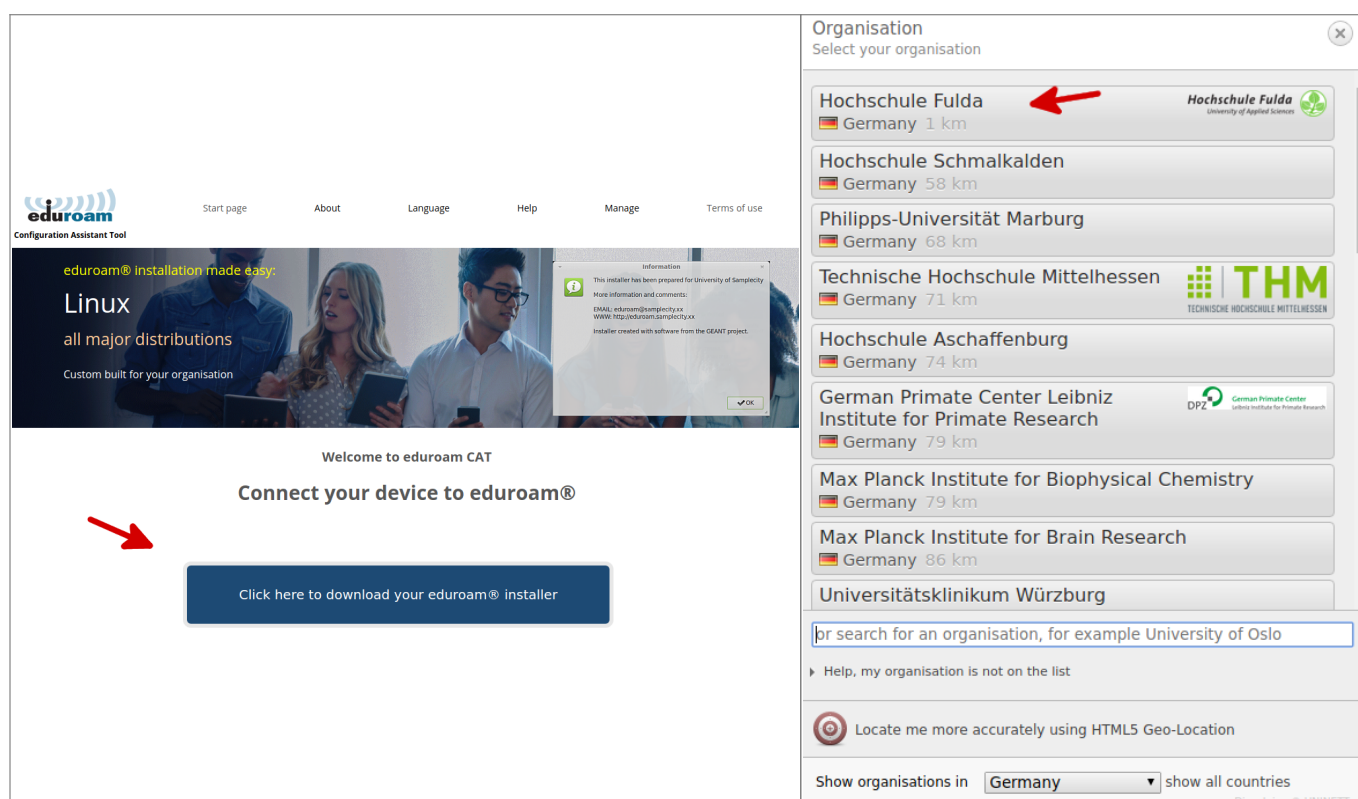 eduroam
Configuration Assistant Tool
Start page
About
Language
Help
Manage
Terms of use
eduroam® installation made easy:
Linux
all major distributions
Custom built for your organisation
Information
This installer has been prepared for University of Samplecity
More information and comments:
EMAIL: eduroam@samplecity.xx
WWW: http://eduroam.samplecity.xx
Installer created with software from the GEANT project.
OK
Welcome to eduroam CAT
Connect your device to eduroam®
Click here to download your eduroam® installer
Organisation
Select your organisation
Hochschule Fulda
Germany 1 km
Hochschule Fulda
University of Applied Sciences
Hochschule Schmalkalden
Germany 58 km
Philipps-Universität Marburg
Germany 68 km
Technische Hochschule Mittelhessen
Germany 71 km
THM
TECHNISCHE HOCHSCHULE MITTELHESSEN
Hochschule Aschaffenburg
Germany 74 km
German Primate Center Leibniz
Institute for Primate Research
Germany 79 km
DPZ
German Primate Center
Leibniz Institute for Primate Research
Max Planck Institute for Biophysical Chemistry
Germany 79 km
Max Planck Institute for Brain Research
Germany 86 km
Universitätsklinikum Würzburg
or search for an organisation, for example University of Oslo
Help, my organisation is not on the list
Locate me more accurately using HTML5 Geo-Location
Show organisations in Germany show all countries